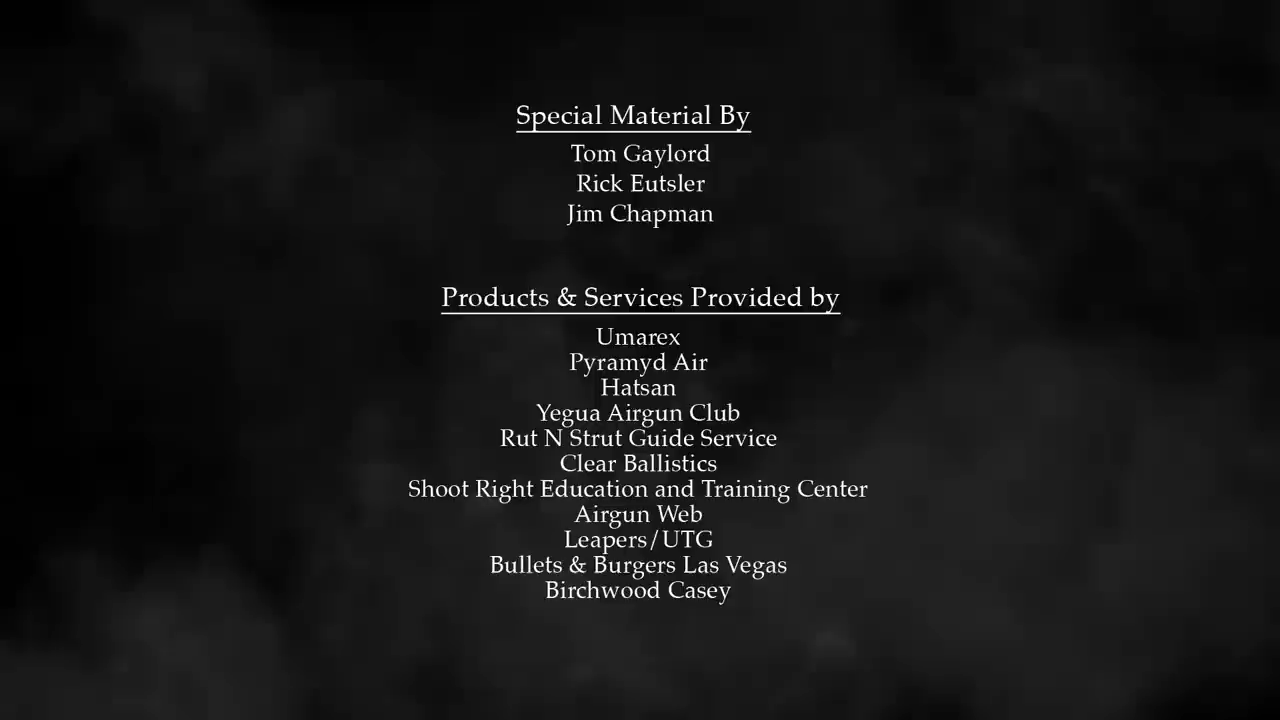 Special Material By
Tom Gaylord
Rick Eutsler
Jim Chapman
Products & Services Provided by
Umarex
Pyramyd Air
Hatsan
Yegua Airgun Club
Rut N Strut Guide Service
Clear Ballistics
Shoot Right Education and Training Center
Airgun Web
Leapers/UTG
Bullets & Burgers Las Vegas
Birchwood Casey